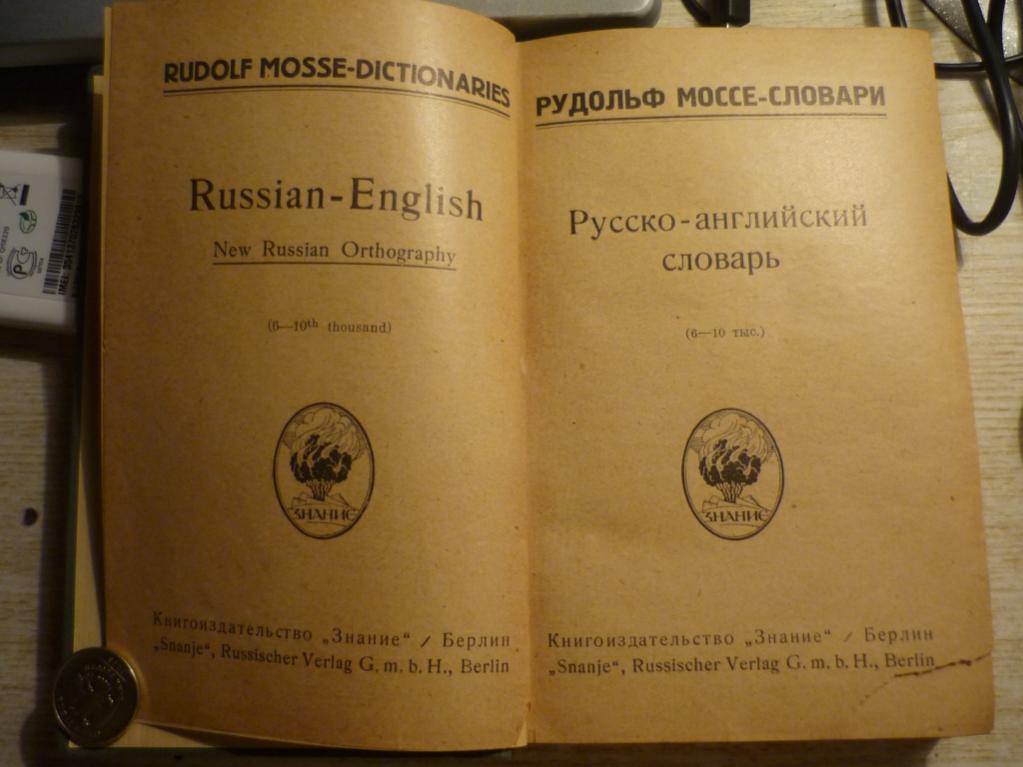 RUDOLF MOSSE-DICTIONARIES
Russian-English
New Russian Orthography
(6—10th thousand)
ЗНАНИЕ
Книгоиздательство „Знание“ / Берлин
„Snanje“, Russischer Verlag G. m. b. H., Berlin
РУДОЛЬФ МОССЕ-СЛОВАРИ
Русско-английский
словарь
(6—10 тыс.)
ЗНАНИЕ
Книгоиздательство „Знание“ / Берлин
„Snanje“, Russischer Verlag G. m. b. H., Berlin